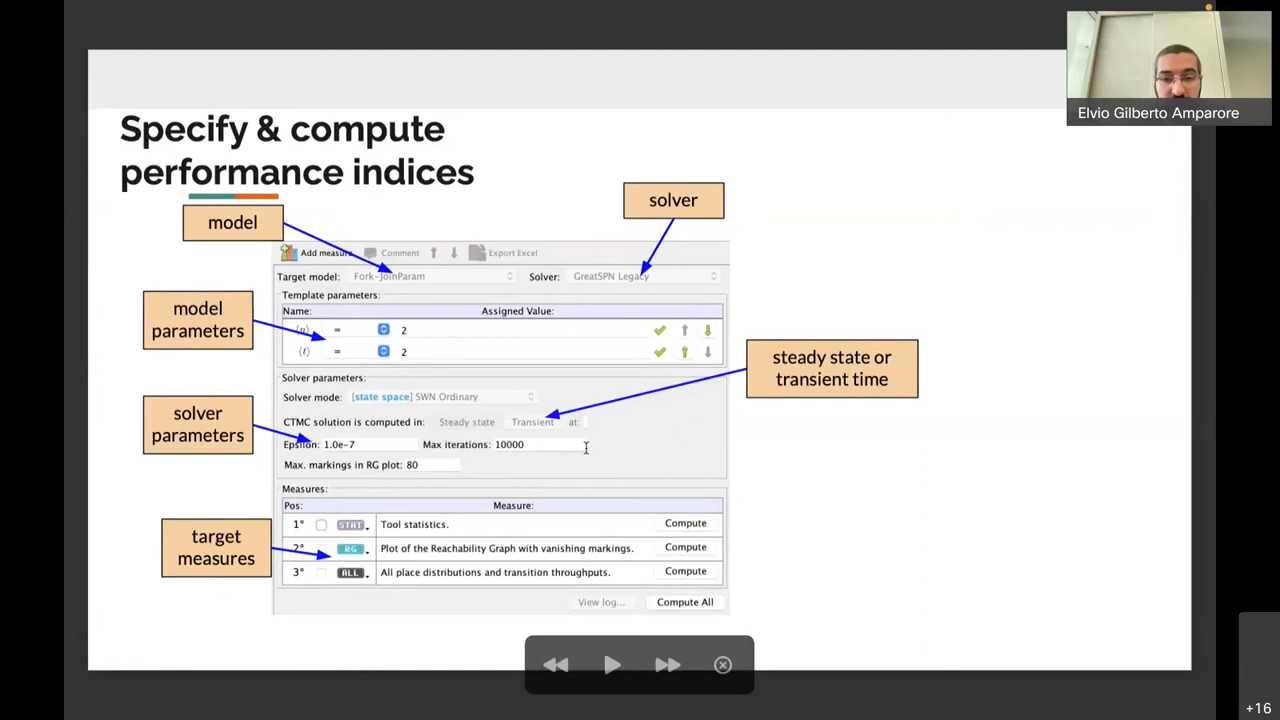 Elvio Gilberto Amparore
Specify & compute
performance indices
model
solver
Add measure Comment Export Excel
Target model: Fork-JoinParam Solver: GreatSPN Legacy
Template parameters:
Name: Assigned Value:
⟨n⟩ = 2
⟨t⟩ = 2
model
parameters
steady state or
transient time
Solver parameters:
Solver mode: [state space] SWN Ordinary
CTMC solution is computed in: Steady state Transient at:
Epsilon: 1.0e-7 Max iterations: 10000
Max. markings in RG plot: 80
solver
parameters
Measures:
Pos: Measure:
1° STAT Tool statistics. Compute
2° RG Plot of the Reachability Graph with vanishing markings. Compute
3° ALL All place distributions and transition throughputs. Compute
target
measures
View log... Compute All
+16